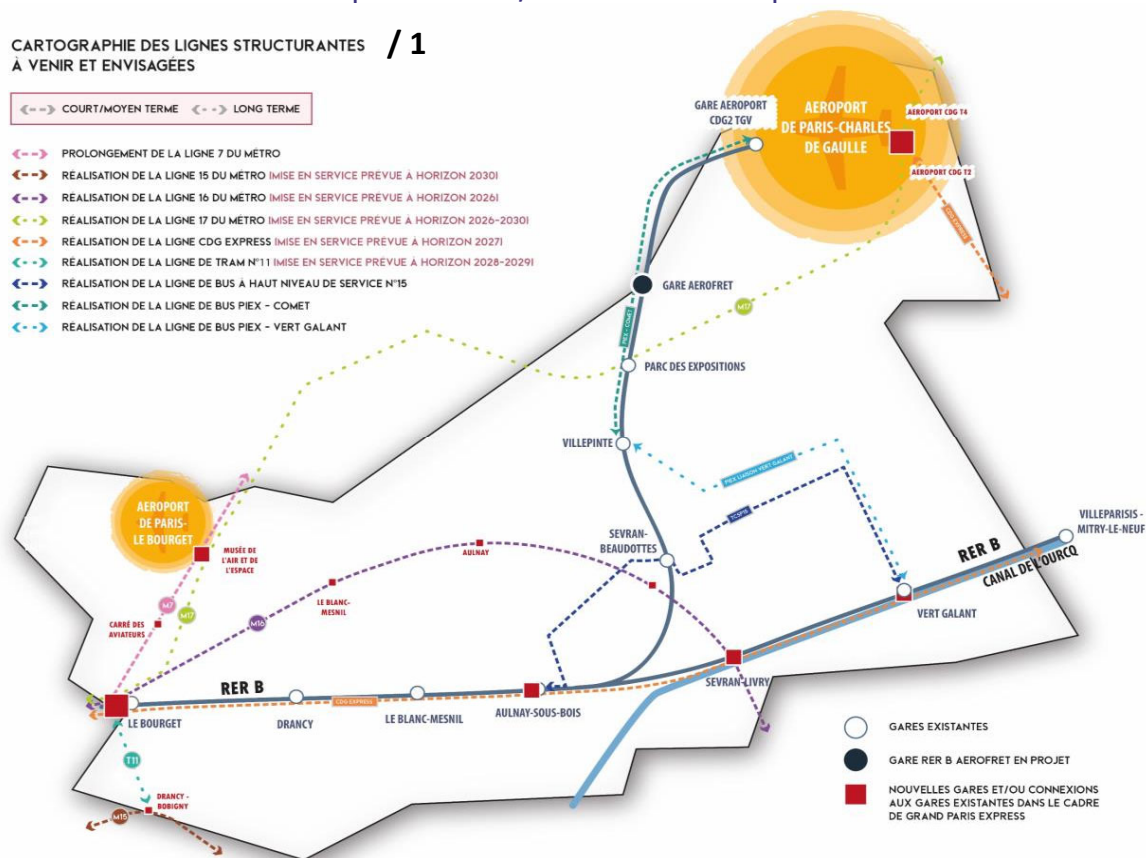 CARTOGRAPHIE DES LIGNES STRUCTURANTES / 1
À VENIR ET ENVISAGÉES
COURT/MOYEN TERME
LONG TERME
PROLONGEMENT DE LA LIGNE 7 DU MÉTRO
RÉALISATION DE LA LIGNE 15 DU MÉTRO (MISE EN SERVICE PRÉVUE À HORIZON 2030)
RÉALISATION DE LA LIGNE 16 DU MÉTRO (MISE EN SERVICE PRÉVUE À HORIZON 2026)
RÉALISATION DE LA LIGNE 17 DU MÉTRO (MISE EN SERVICE PRÉVUE À HORIZON 2026-2030)
RÉALISATION DE LA LIGNE CDG EXPRESS (MISE EN SERVICE PRÉVUE À HORIZON 2027)
RÉALISATION DE LA LIGNE DE TRAM N°11 (MISE EN SERVICE PRÉVUE À HORIZON 2028-2029)
RÉALISATION DE LA LIGNE DE BUS À HAUT NIVEAU DE SERVICE N°15
RÉALISATION DE LA LIGNE DE BUS PIEX - COMET
RÉALISATION DE LA LIGNE DE BUS PIEX - VERT GALANT
GARE AEROPORT
CDG2 TGV
AEROPORT
DE PARIS-CHARLES
DE GAULLE
AEROPORT CDG T4
AEROPORT CDG T2
CDG EXPRESS
GARE AEROFRET
M17
PIEX - COMET
PARC DES EXPOSITIONS
VILLEPINTE
PIEX LIAISON VERT GALANT
TCSP15
AEROPORT
DE PARIS-
LE BOURGET
MUSÉE DE
L'AIR ET DE
L'ESPACE
AULNAY
SEVRAN-
BEAUDOTTES
VILLEPARISIS -
MITRY-LE-NEUF
RER B
CANAL DE L'OURCQ
LE BLANC-
MESNIL
M7
M17
M16
CARRÉ DES
AVIATEURS
VERT GALANT
RER B
SEVRAN-LIVRY
CDG EXPRESS
LE BOURGET
DRANCY
LE BLANC-MESNIL
AULNAY-SOUS-BOIS
T11
DRANCY -
BOBIGNY
M15
GARES EXISTANTES
GARE RER B AEROFRET EN PROJET
NOUVELLES GARES ET/OU CONNEXIONS
AUX GARES EXISTANTES DANS LE CADRE
DE GRAND PARIS EXPRESS